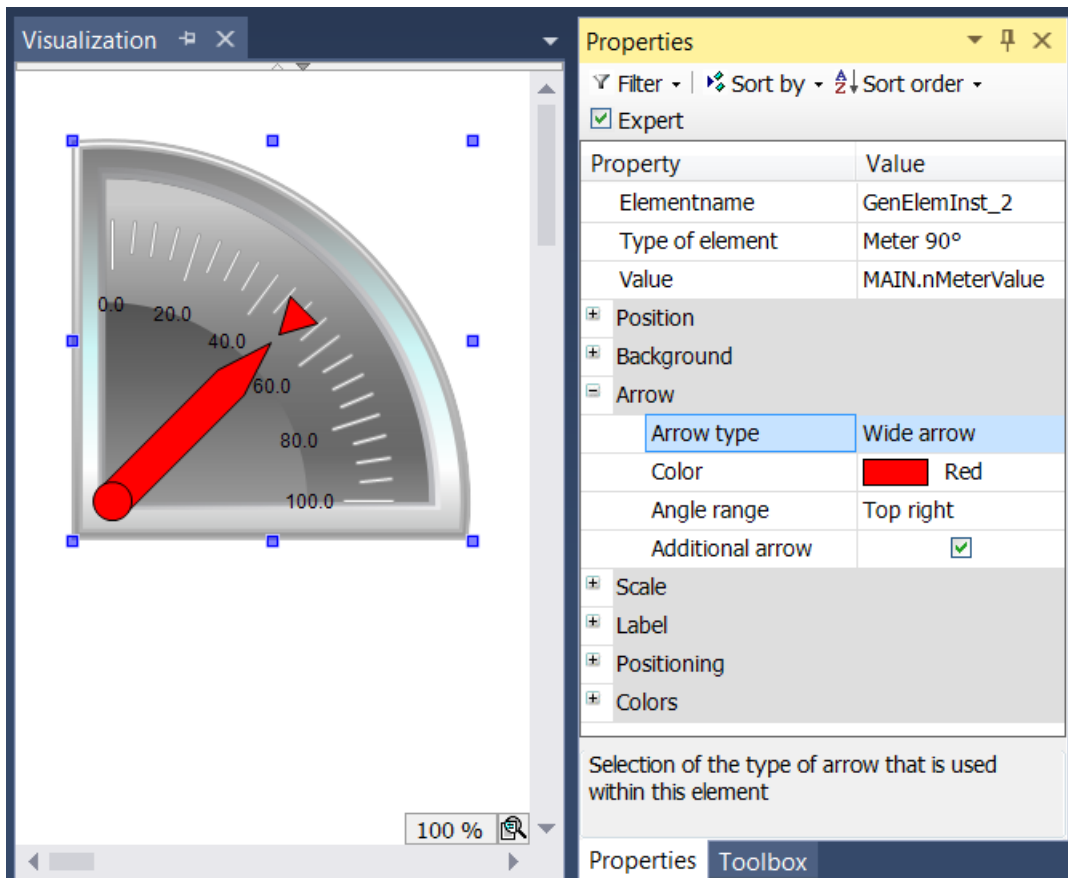 Visualization
0.0
20.0
40.0
60.0
80.0
100.0
100 %
Properties
Filter Sort by Sort order
Expert
Property Value
Elementname GenElemInst_2
Type of element Meter 90°
Value MAIN.nMeterValue
Position
Background
Arrow
Arrow type Wide arrow
Color Red
Angle range Top right
Additional arrow
Scale
Label
Positioning
Colors
Selection of the type of arrow that is used
within this element
Properties Toolbox